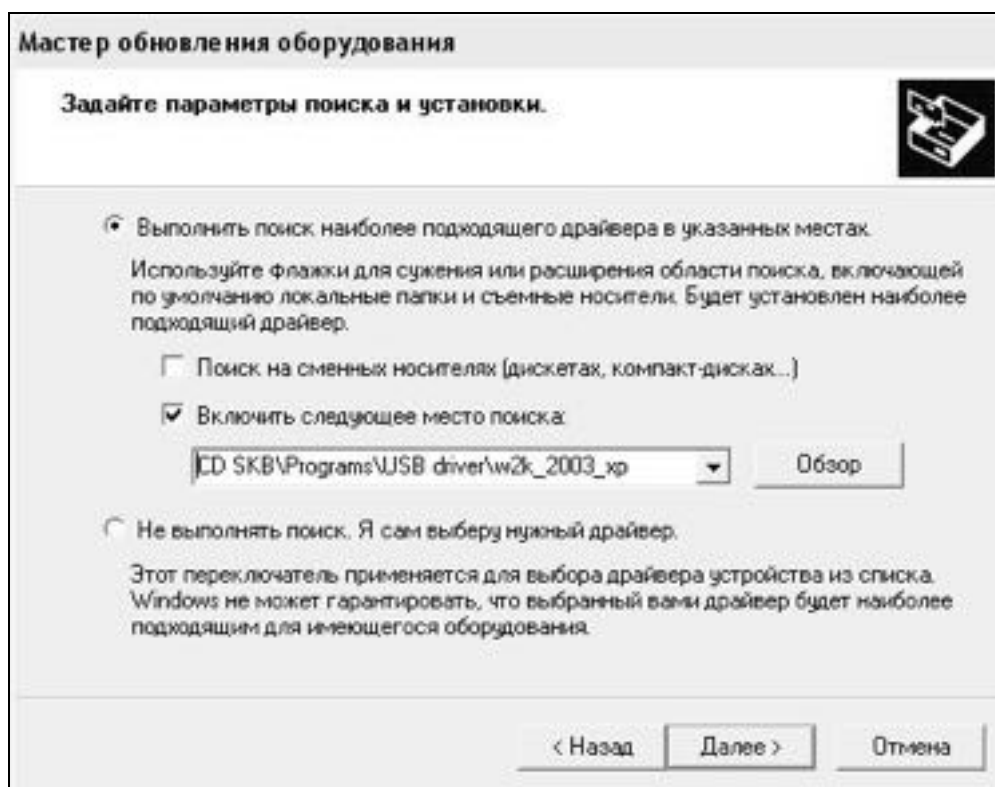 Мастер обновления оборудования
Задайте параметры поиска и установки.
Выполнить поиск наиболее подходящего драйвера в указанных местах.
Используйте флажки для сужения или расширения области поиска, включающей
по умолчанию локальные папки и съемные носители. Будет установлен наиболее
подходящий драйвер.
Поиск на сменных носителях (дискетах, компакт-дисках...)
Включить следующее место поиска:
CD SKB\Programs\USB driver\w2k_2003_xp
Обзор
Не выполнять поиск. Я сам выберу нужный драйвер.
Этот переключатель применяется для выбора драйвера устройства из списка.
Windows не может гарантировать, что выбранный вами драйвер будет наиболее
подходящим для имеющегося оборудования.
< Назад
Далее >
Отмена